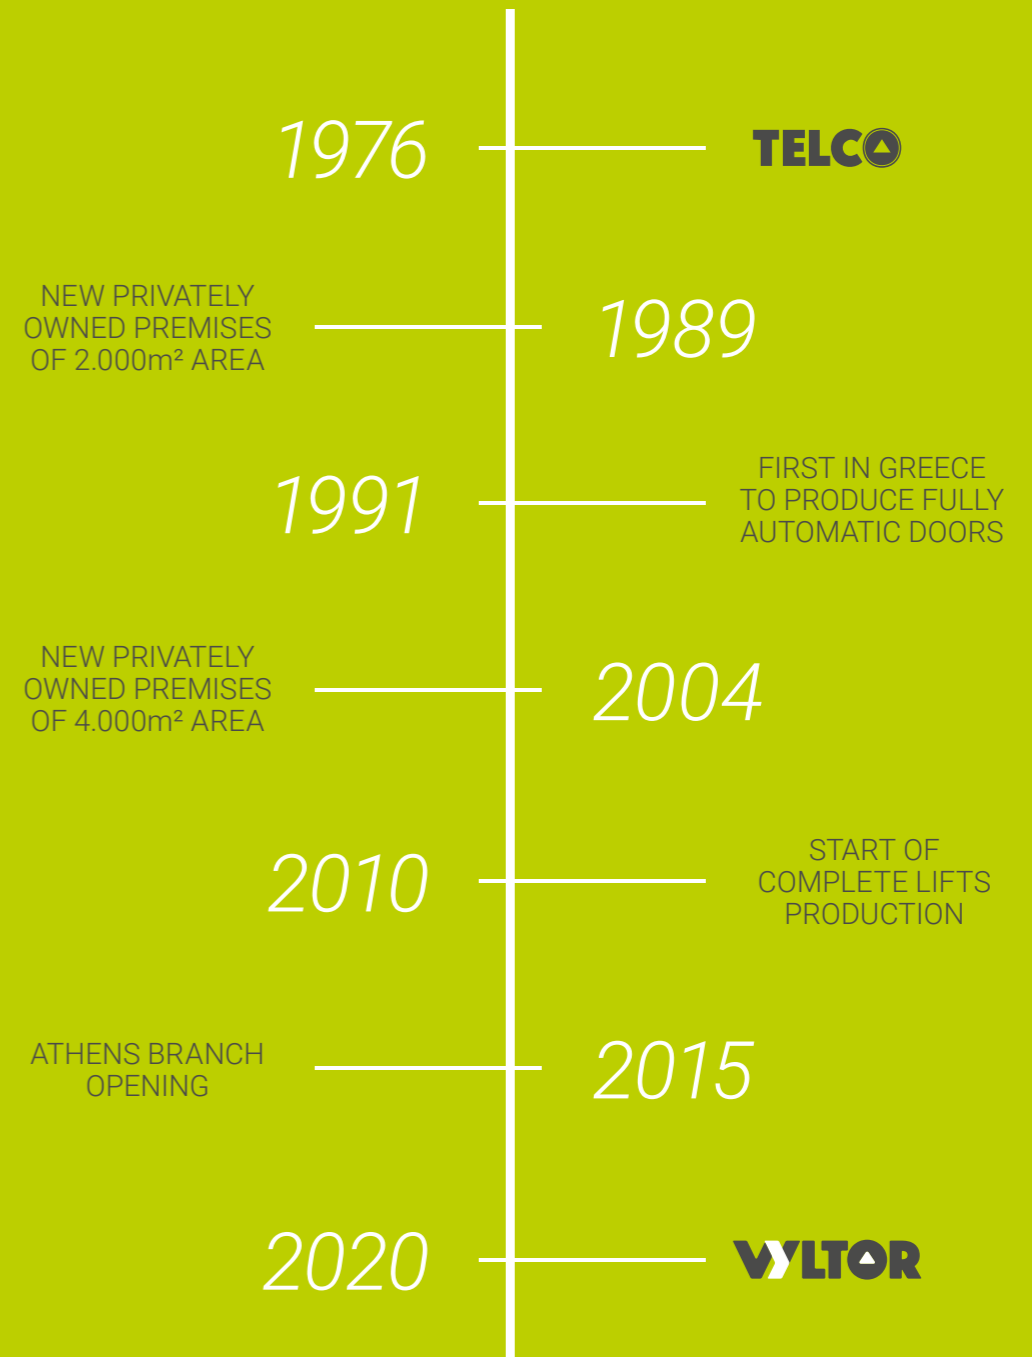 1976
TELCO
NEW PRIVATELY
OWNED PREMISES
OF 2.000m² AREA
1989
1991
FIRST IN GREECE
TO PRODUCE FULLY
AUTOMATIC DOORS
NEW PRIVATELY
OWNED PREMISES
OF 4.000m² AREA
2004
2010
START OF
COMPLETE LIFTS
PRODUCTION
ATHENS BRANCH
OPENING
2015
2020
VYLTOR